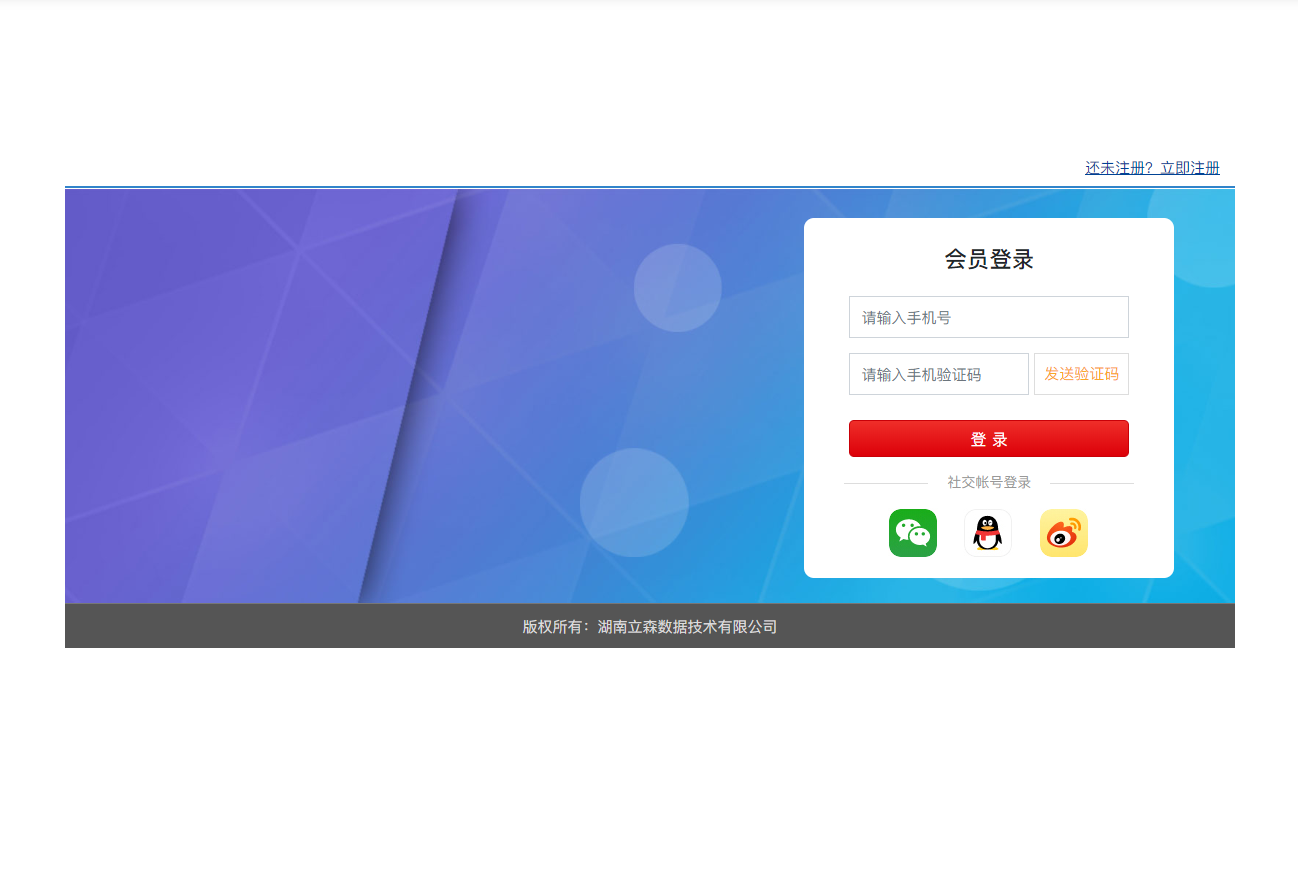 还未注册？立即注册
会员登录
请输入手机号
请输入手机验证码 发送验证码
登 录
社交帐号登录
版权所有：湖南立森数据技术有限公司